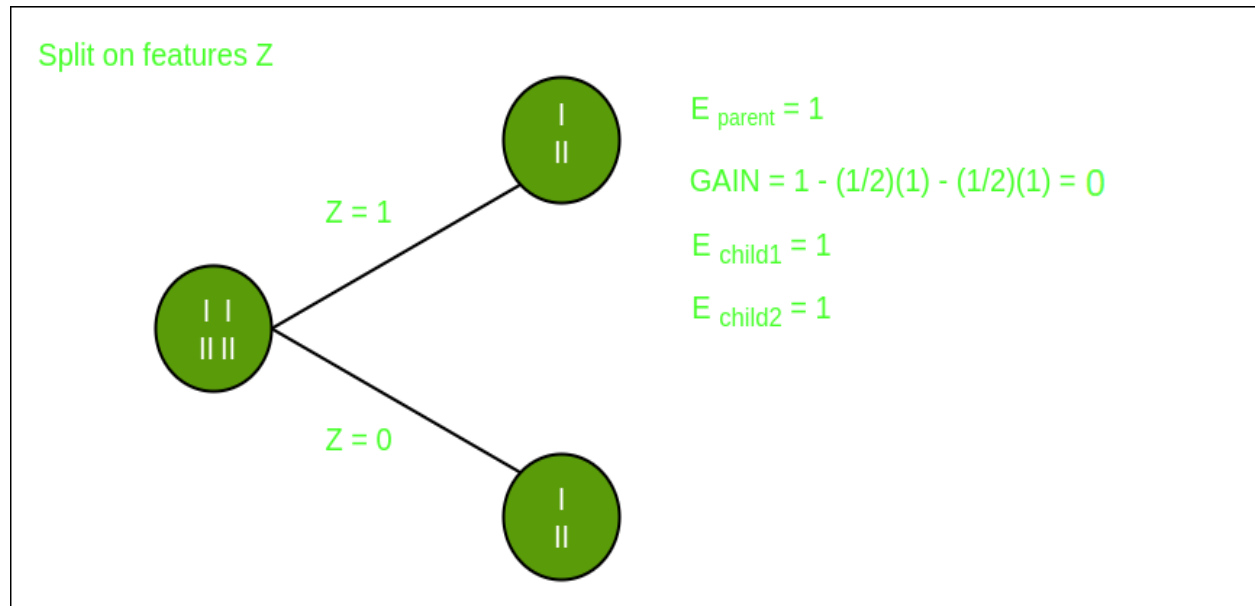 Split on features Z
I
II
E parent = 1
GAIN = 1 - (1/2)(1) - (1/2)(1) = 0
Z = 1
E child1 = 1
E child2 = 1
I I
II II
Z = 0
I
II